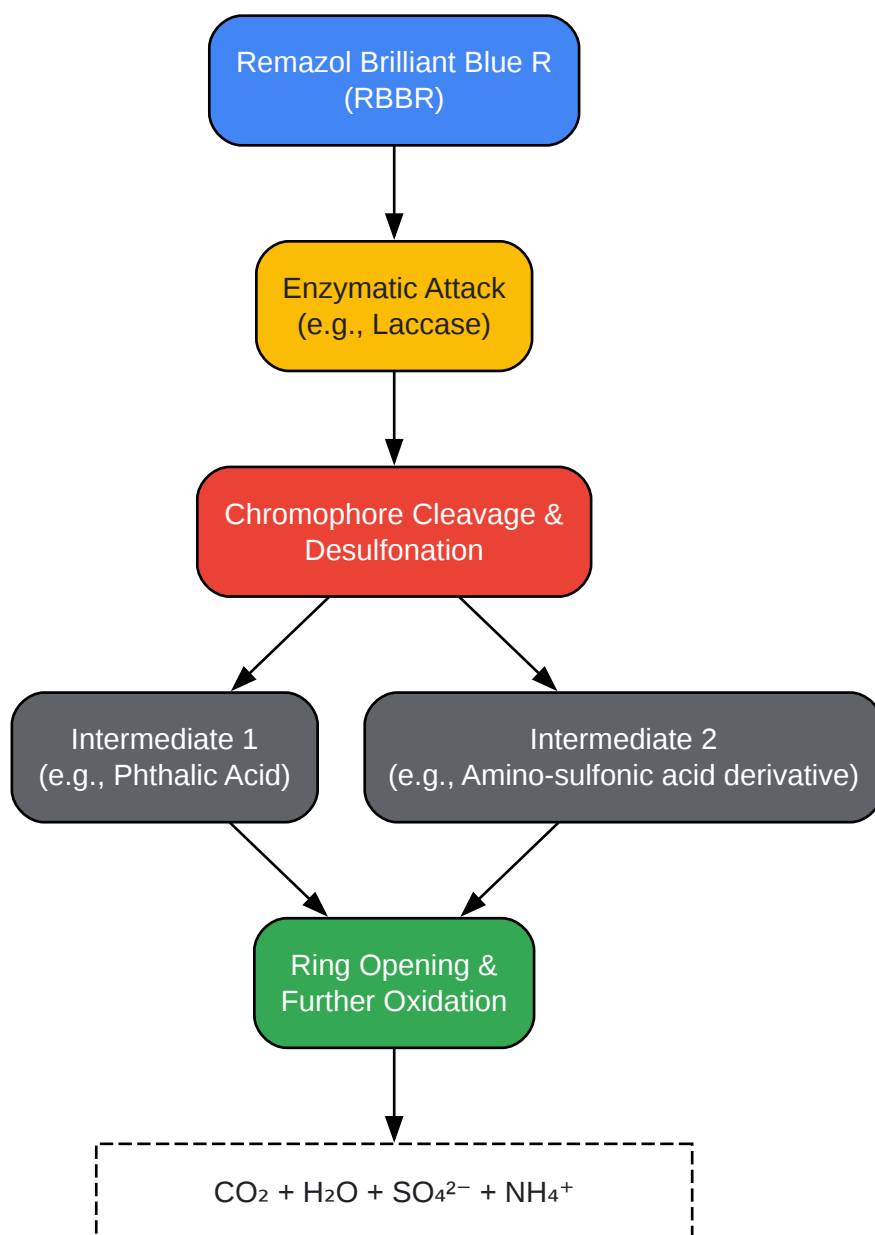 Remazol Brilliant Blue R
(RBBR)
Enzymatic Attack
(e.g., Laccase)
Chromophore Cleavage &
Desulfonation
Intermediate 1
(e.g., Phthalic Acid)
Intermediate 2
(e.g., Amino-sulfonic acid derivative)
Ring Opening &
Further Oxidation
CO₂ + H₂O + SO₄²⁻ + NH₄⁺